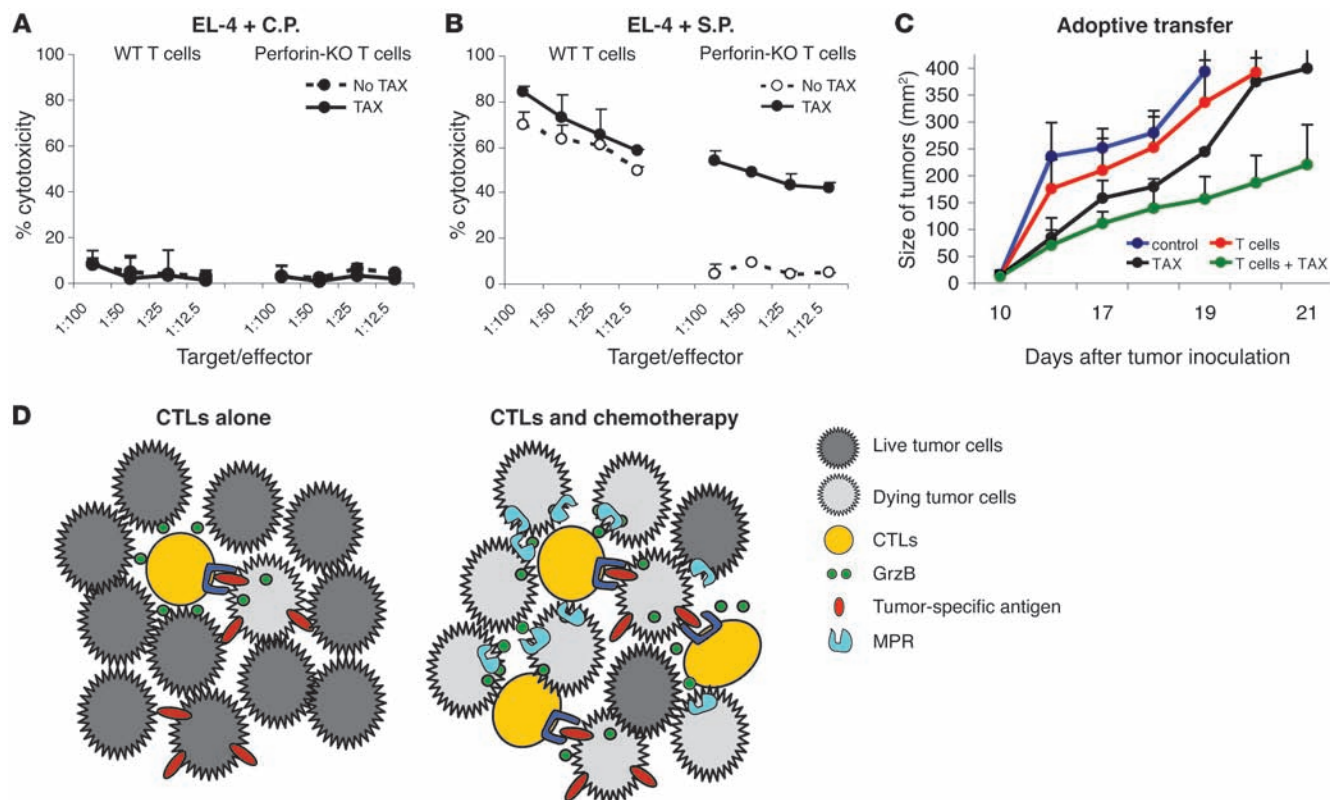 A
EL-4 + C.P.
WT T cells
Perforin-KO T cells
No TAX
TAX
% cytotoxicity
100
80
60
40
20
0
1:100
1:50
1:25
1:12.5
1:100
1:50
1:25
1:12.5
Target/effector
B
EL-4 + S.P.
WT T cells
Perforin-KO T cells
No TAX
TAX
% cytotoxicity
100
80
60
40
20
0
1:100
1:50
1:25
1:12.5
1:100
1:50
1:25
1:12.5
Target/effector
C
Adoptive transfer
Size of tumors (mm²)
400
350
300
250
200
150
100
50
0
control
T cells
TAX
T cells + TAX
10
17
19
21
Days after tumor inoculation
D
CTLs alone
CTLs and chemotherapy
Live tumor cells
Dying tumor cells
CTLs
GrzB
Tumor-specific antigen
MPR